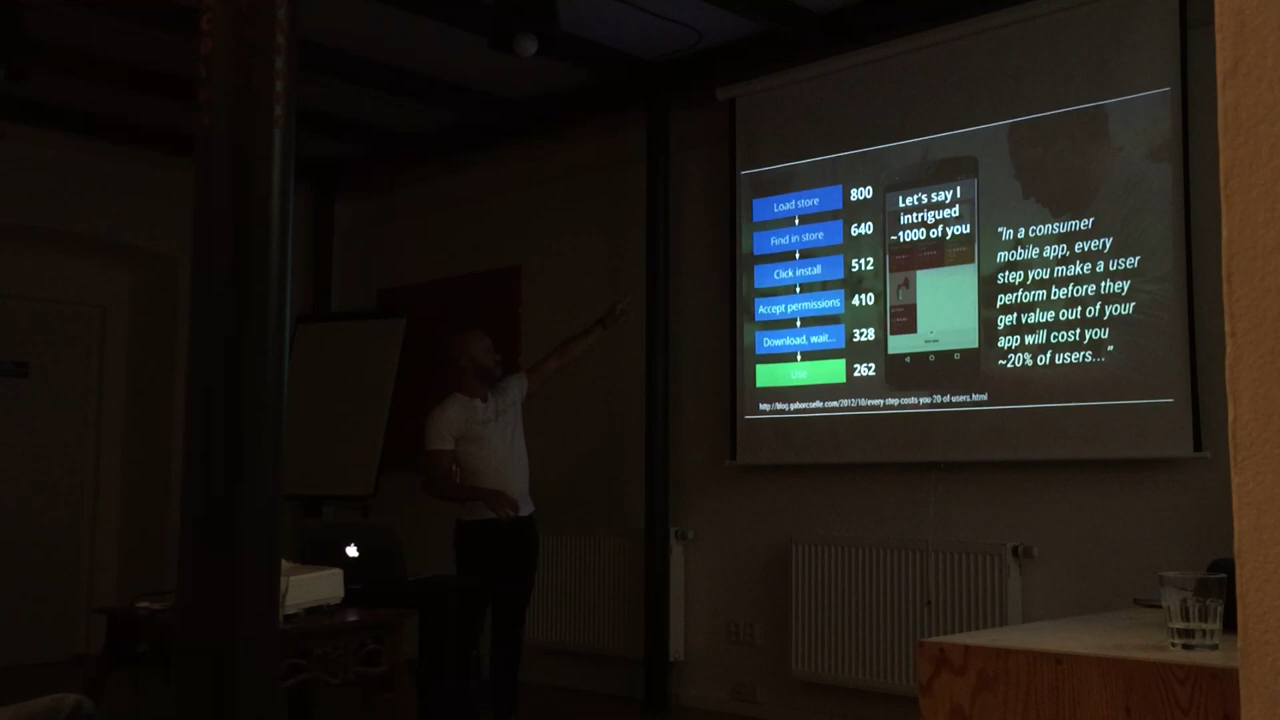 Load store 800
Find in store 640
Click install 512
Accept permissions 410
Download, wait... 328
Use 262
Let's say I
intrigued
~1000 of you
"In a consumer
mobile app, every
step you make a user
perform before they
get value out of your
app will cost you
~20% of users..."
http://blog.gaborcselle.com/2012/10/every-step-costs-you-20-of-users.html